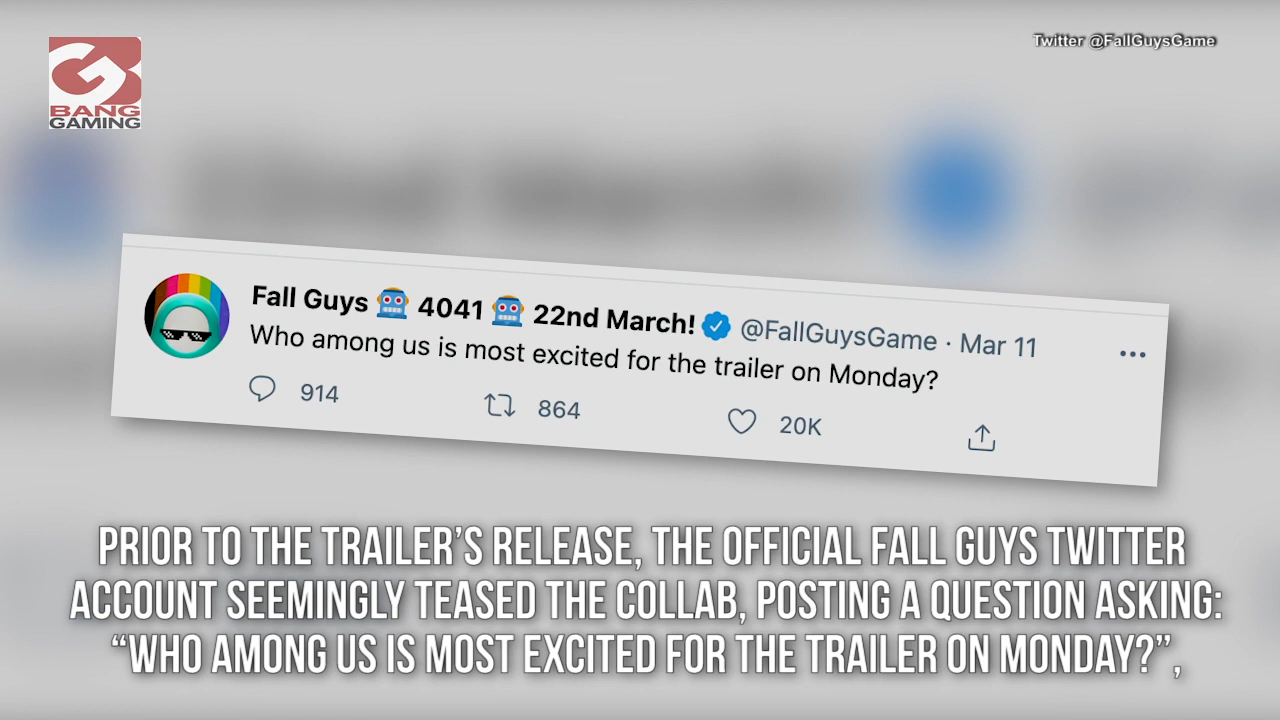 Twitter @FallGuysGame
BANG
GAMING
Fall Guys 🤖 4041 🤖 22nd March! @FallGuysGame · Mar 11
Who among us is most excited for the trailer on Monday?
914 864 20K
PRIOR TO THE TRAILER’S RELEASE, THE OFFICIAL FALL GUYS TWITTER
ACCOUNT SEEMINGLY TEASED THE COLLAB, POSTING A QUESTION ASKING:
“WHO AMONG US IS MOST EXCITED FOR THE TRAILER ON MONDAY?”,